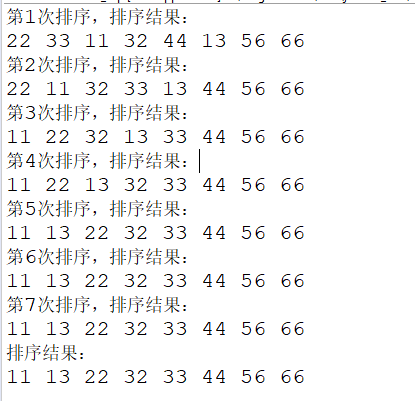 第1次排序，排序结果：
22 33 11 32 44 13 56 66
第2次排序，排序结果：
22 11 32 33 13 44 56 66
第3次排序，排序结果：
11 22 32 13 33 44 56 66
第4次排序，排序结果：
11 22 13 32 33 44 56 66
第5次排序，排序结果：
11 13 22 32 33 44 56 66
第6次排序，排序结果：
11 13 22 32 33 44 56 66
第7次排序，排序结果：
11 13 22 32 33 44 56 66
排序结果：
11 13 22 32 33 44 56 66